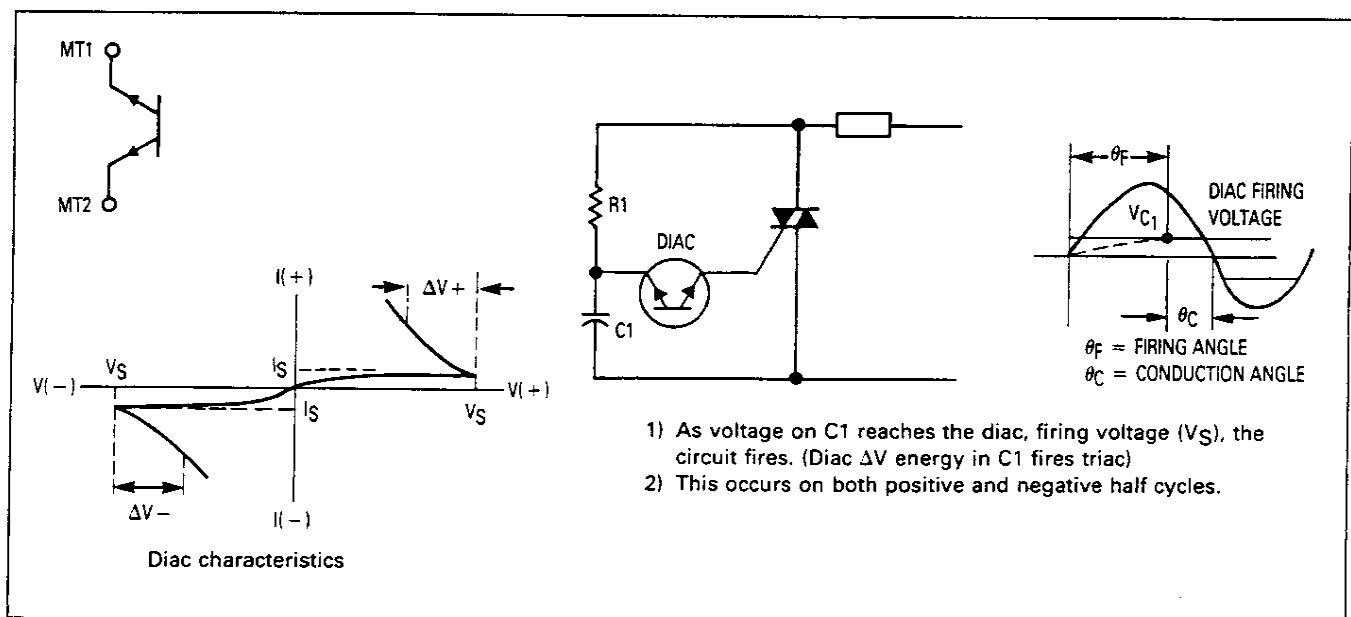 MT1
MT2
I(+)
ΔV+
IS
VS
V(−)
V(+)
IS
VS
ΔV−
I(−)
Diac characteristics
R1
DIAC
C1
θF
DIAC FIRING
VOLTAGE
VC1
θC
θF = FIRING ANGLE
θC = CONDUCTION ANGLE
1) As voltage on C1 reaches the diac, firing voltage (VS), the
circuit fires. (Diac ΔV energy in C1 fires triac)
2) This occurs on both positive and negative half cycles.